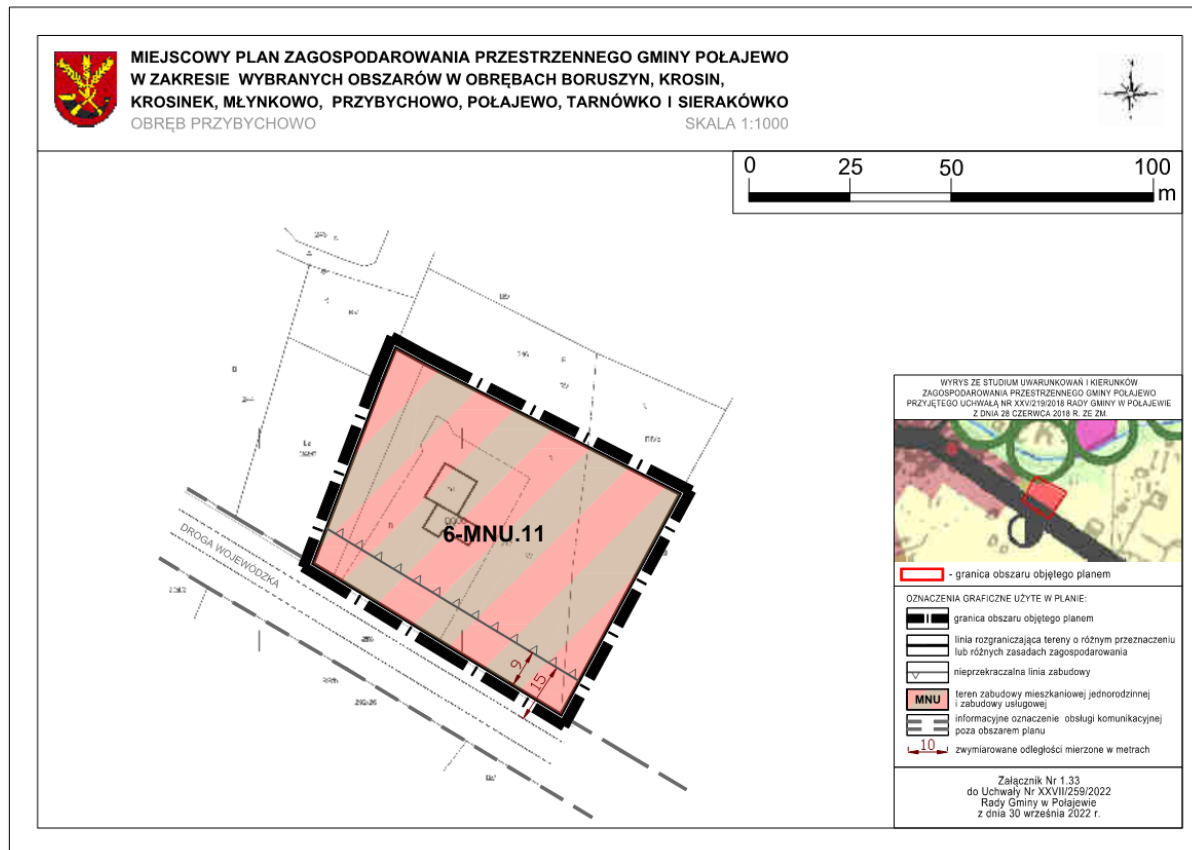 MIEJSCOWY PLAN ZAGOSPODAROWANIA PRZESTRZENNEGO GMINY POŁAJEWO
W ZAKRESIE WYBRANYCH OBSZARÓW W OBRĘBACH BORUSZYN, KROSIN,
KROSINEK, MŁYNKOWO, PRZYBYCHOWO, POŁAJEWO, TARNÓWKO I SIERAKÓWKO
OBRĘB PRZYBYCHOWO SKALA 1:1000
0 25 50 100
m
6-MNU.11
DROGA WOJEWÓDZKA
9
15
WYRYS ZE STUDIUM UWARUNKOWAŃ I KIERUNKÓW
ZAGOSPODAROWANIA PRZESTRZENNEGO GMINY POŁAJEWO
PRZYJĘTEGO UCHWAŁĄ NR XXV/219/2018 RADY GMINY W POŁAJEWIE
Z DNIA 28 CZERWCA 2018 R. ZE ZM.
- granica obszaru objętego planem
OZNACZENIA GRAFICZNE UŻYTE W PLANIE:
granica obszaru objętego planem
linia rozgraniczająca tereny o różnym przeznaczeniu
lub różnych zasadach zagospodarowania
nieprzekraczalna linia zabudowy
MNU
teren zabudowy mieszkaniowej jednorodzinnej
i zabudowy usługowej
informacyjne oznaczenie obsługi komunikacyjnej
poza obszarem planu
10
zwymiarowane odległości mierzone w metrach
Załącznik Nr 1.33
do Uchwały Nr XXVII/259/2022
Rady Gminy w Połajewie
z dnia 30 września 2022 r.